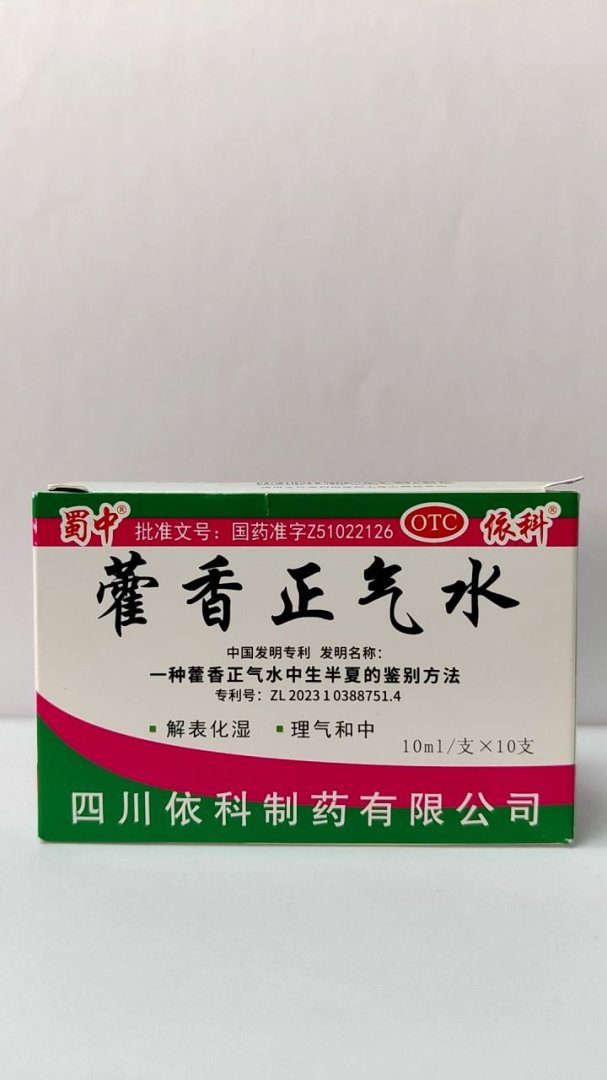 蜀中® 批准文号：国药准字Z51022126 OTC 依科®
藿香正气水
中国发明专利 发明名称：
一种藿香正气水中生半夏的鉴别方法
专利号：ZL 2023 1 0388751.4
▪ 解表化湿 ▪ 理气和中
10ml/支×10支
四川依科制药有限公司